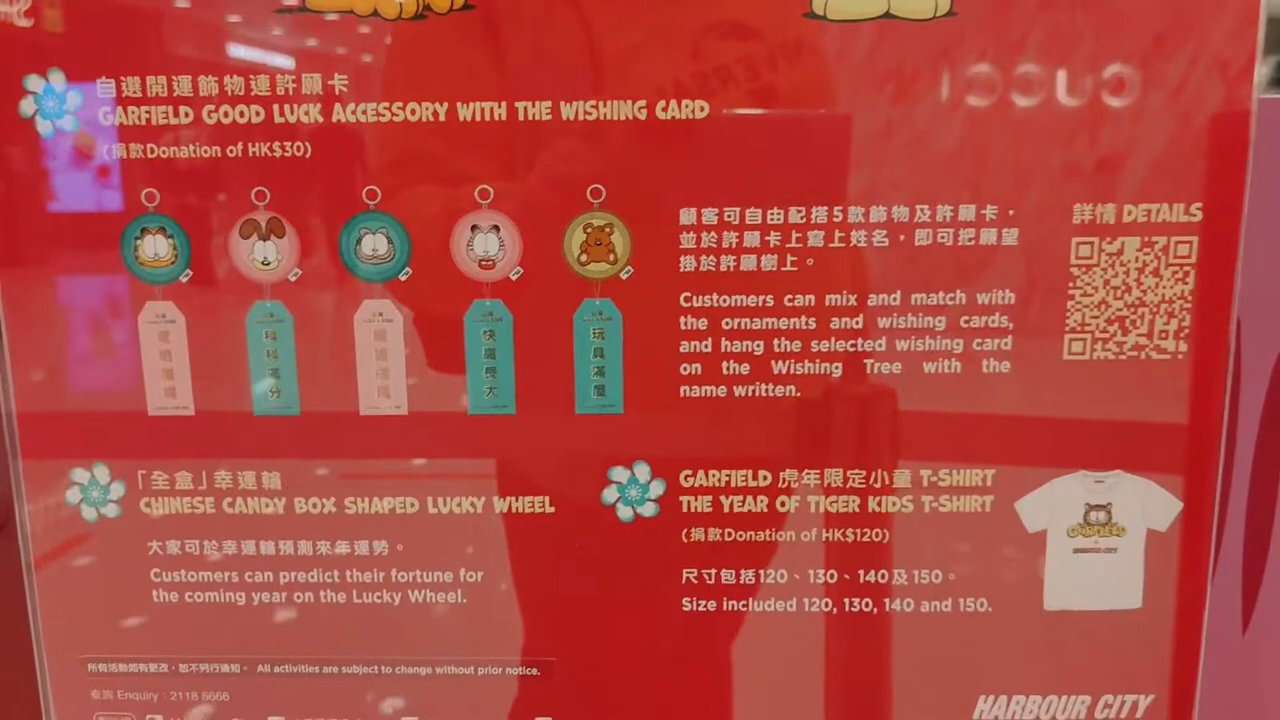 自選開運飾物連許願卡
GARFIELD GOOD LUCK ACCESSORY WITH THE WISHING CARD
(捐款Donation of HK$30)
GUCCI
顧客可自由配搭5款飾物及許願卡，
並於許願卡上寫上姓名，即可把願望
掛於許願樹上。
Customers can mix and match with
the ornaments and wishing cards,
and hang the selected wishing card
on the Wishing Tree with the
name written.
詳情 DETAILS
科科滿分
快高長大
玩具滿屋
「全盒」幸運輪
CHINESE CANDY BOX SHAPED LUCKY WHEEL
大家可於幸運輪預測來年運勢。
Customers can predict their fortune for
the coming year on the Lucky Wheel.
GARFIELD 虎年限定小童 T-SHIRT
THE YEAR OF TIGER KIDS T-SHIRT
(捐款Donation of HK$120)
尺寸包括120、130、140及150。
Size included 120, 130, 140 and 150.
GARFIELD
HARBOUR CITY
所有活動如有更改，恕不另行通知。 All activities are subject to change without prior notice.
查詢 Enquiry : 2118 8666
HARBOUR CITY